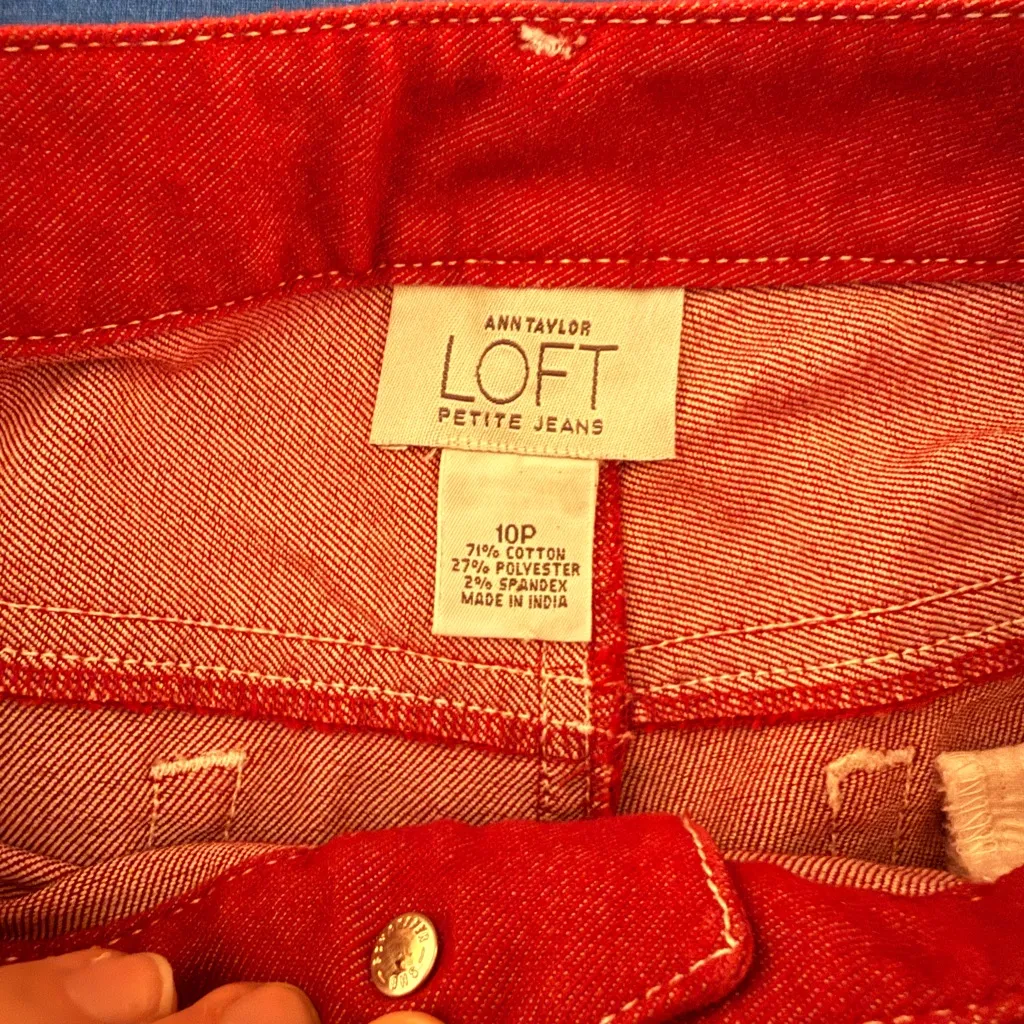 ANN TAYLOR
LOFT
PETITE JEANS
10P
71% COTTON
27% POLYESTER
2% SPANDEX
MADE IN INDIA